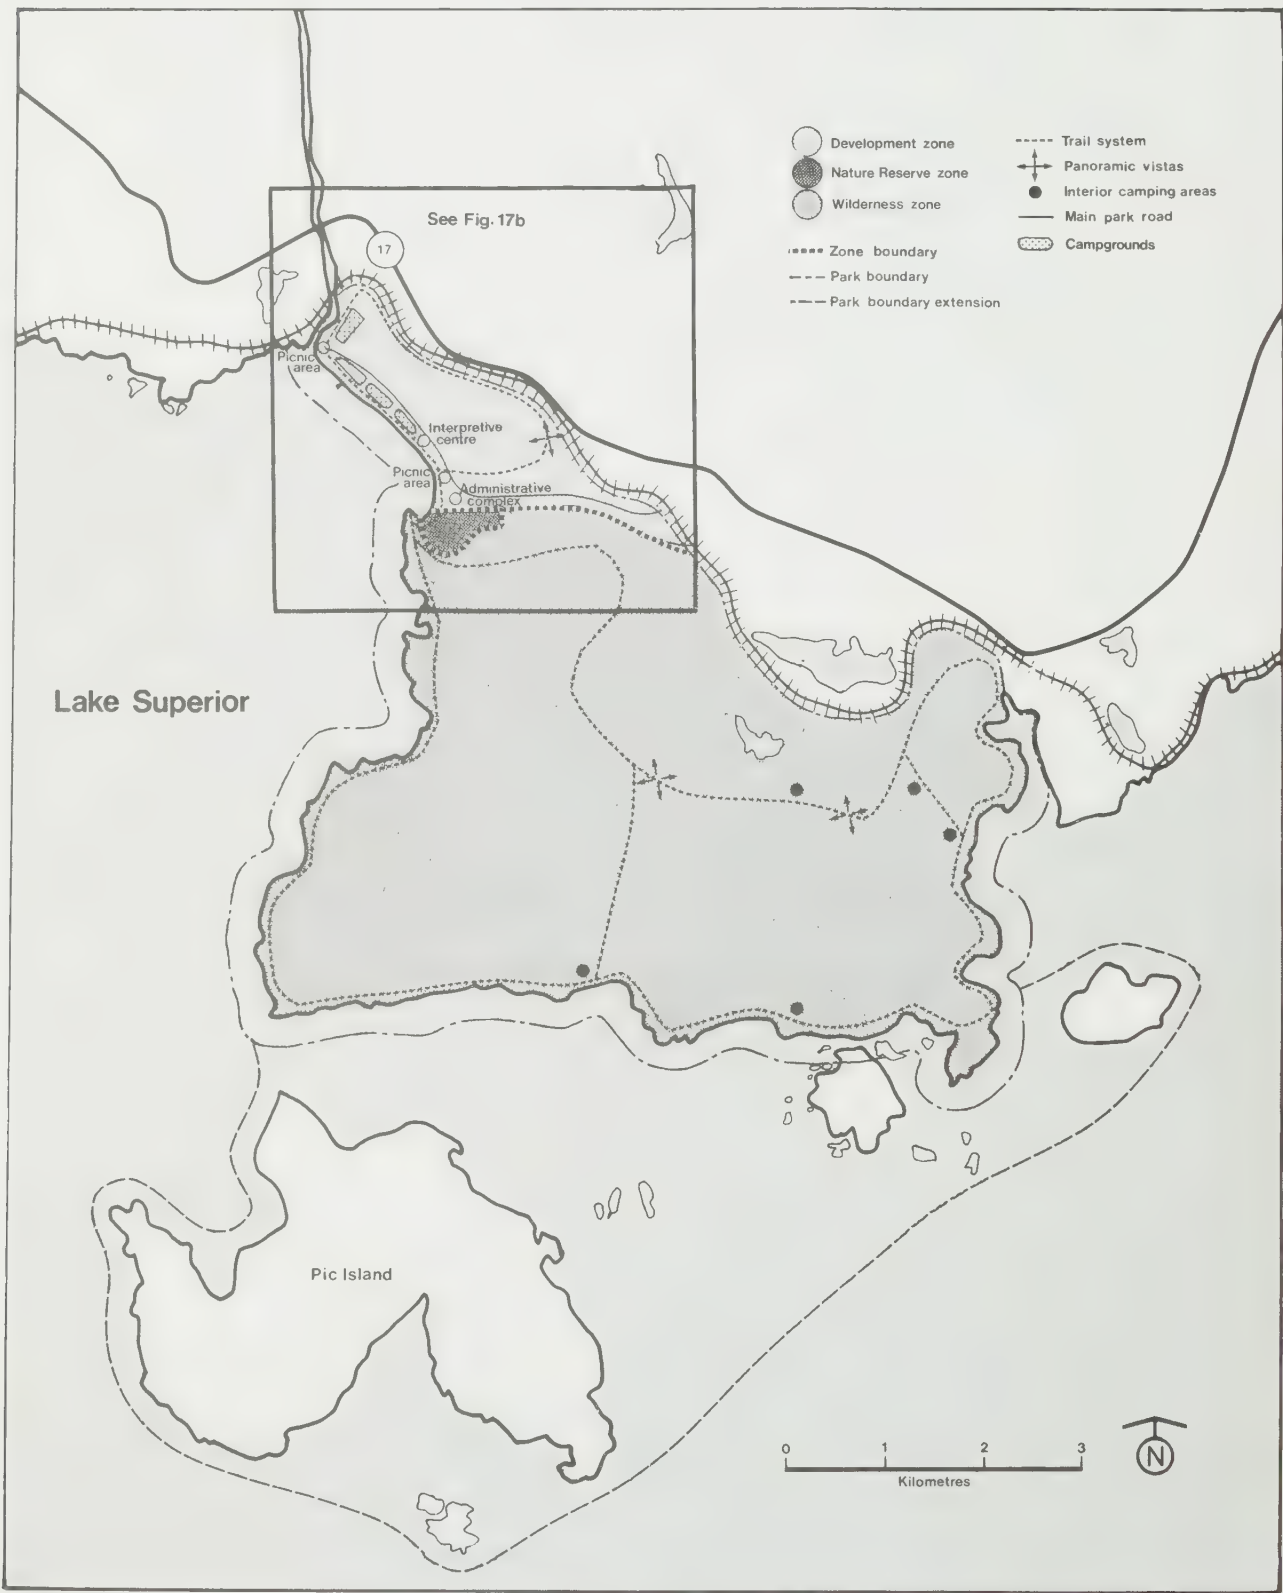 See Fig. 17b
17
Development zone
Nature Reserve zone
Wilderness zone
Zone boundary
Park boundary
Park boundary extension
Trail system
Panoramic vistas
Interior camping areas
Main park road
Campgrounds
Picnic
area
Interpretive
centre
Picnic
area
Administrative
complex
Lake Superior
Pic Island
0 1 2 3
Kilometres
N